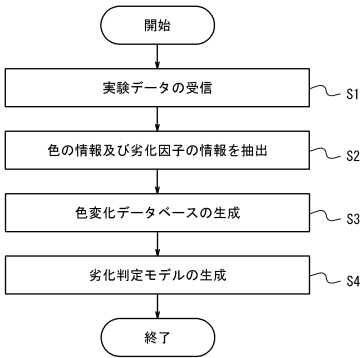 開始
実験データの受信
S1
色の情報及び劣化因子の情報を抽出
S2
色変化データベースの生成
S3
劣化判定モデルの生成
S4
終了